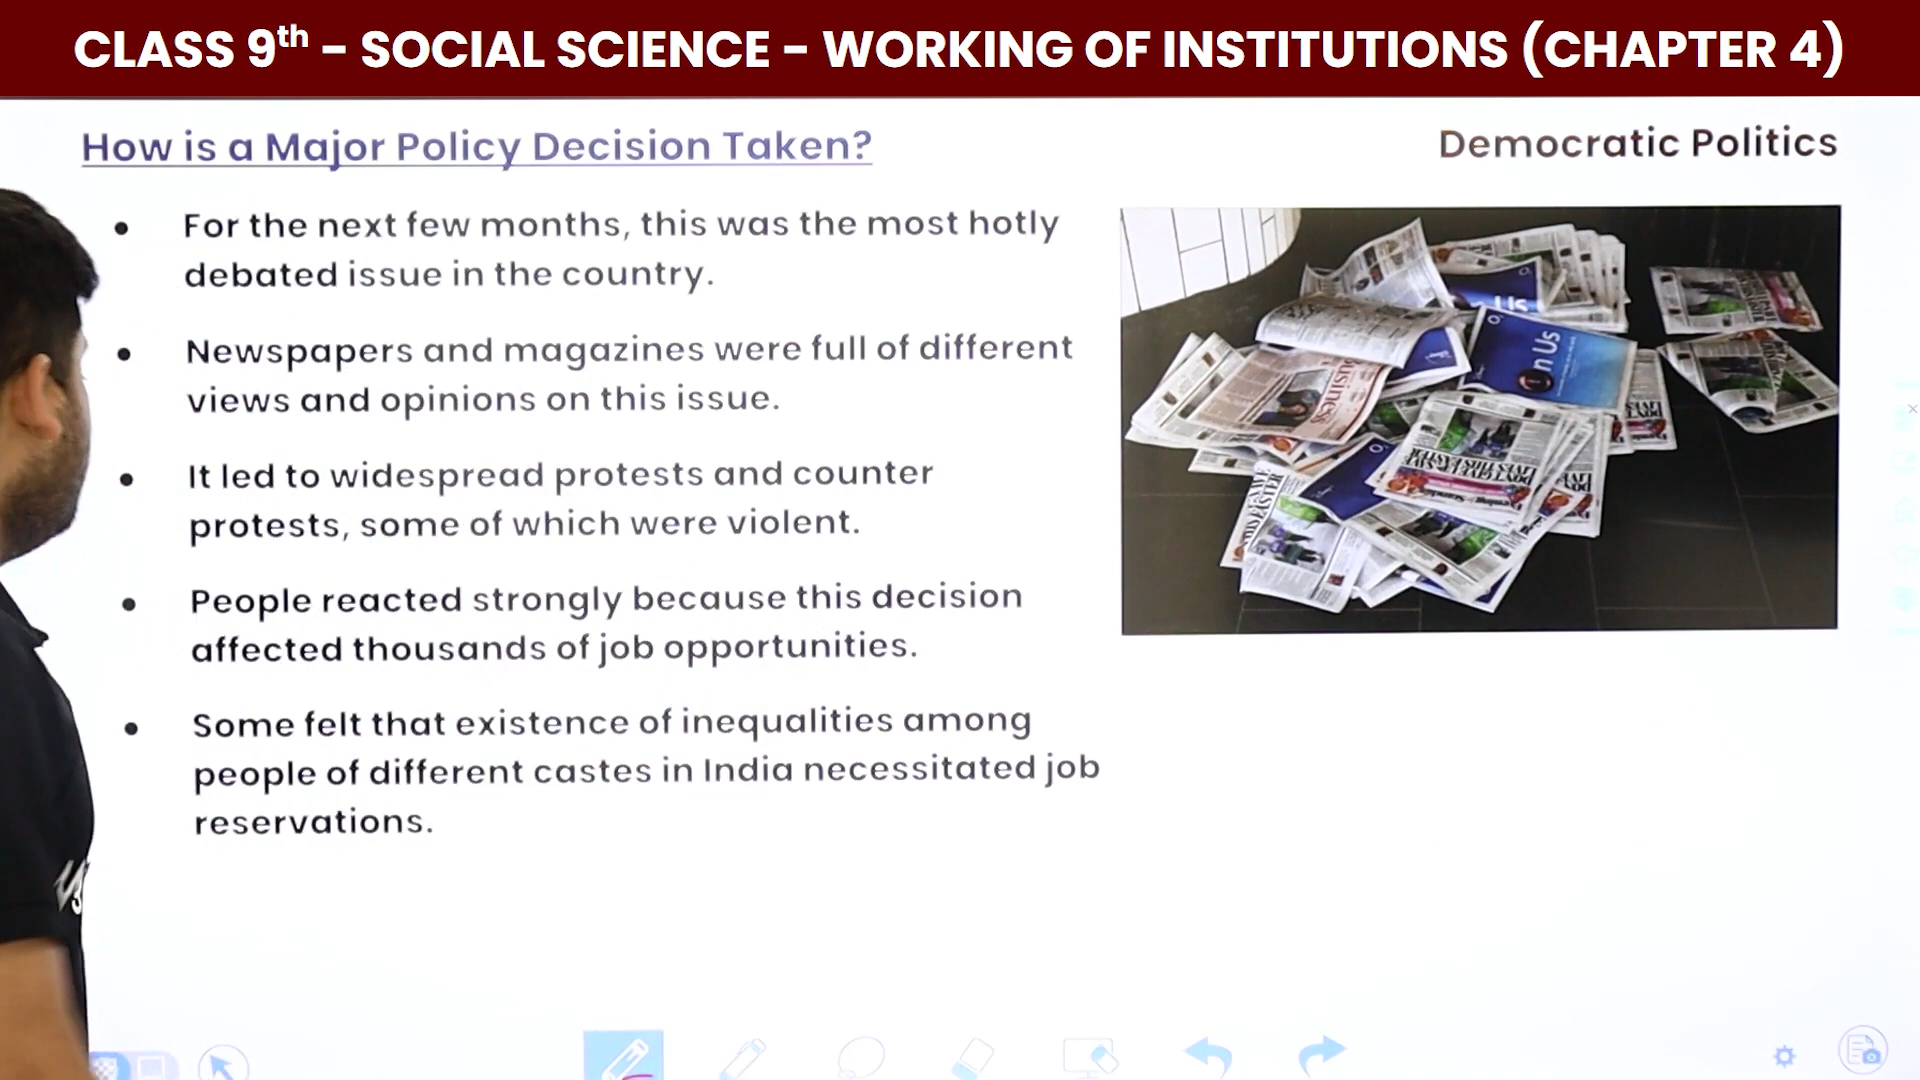 CLASS 9th – SOCIAL SCIENCE – WORKING OF INSTITUTIONS (CHAPTER 4)
How is a Major Policy Decision Taken?
Democratic Politics
• For the next few months, this was the most hotly
debated issue in the country.
• Newspapers and magazines were full of different
views and opinions on this issue.
• It led to widespread protests and counter
protests, some of which were violent.
• People reacted strongly because this decision
affected thousands of job opportunities.
• Some felt that existence of inequalities among
people of different castes in India necessitated job
reservations.
n Us